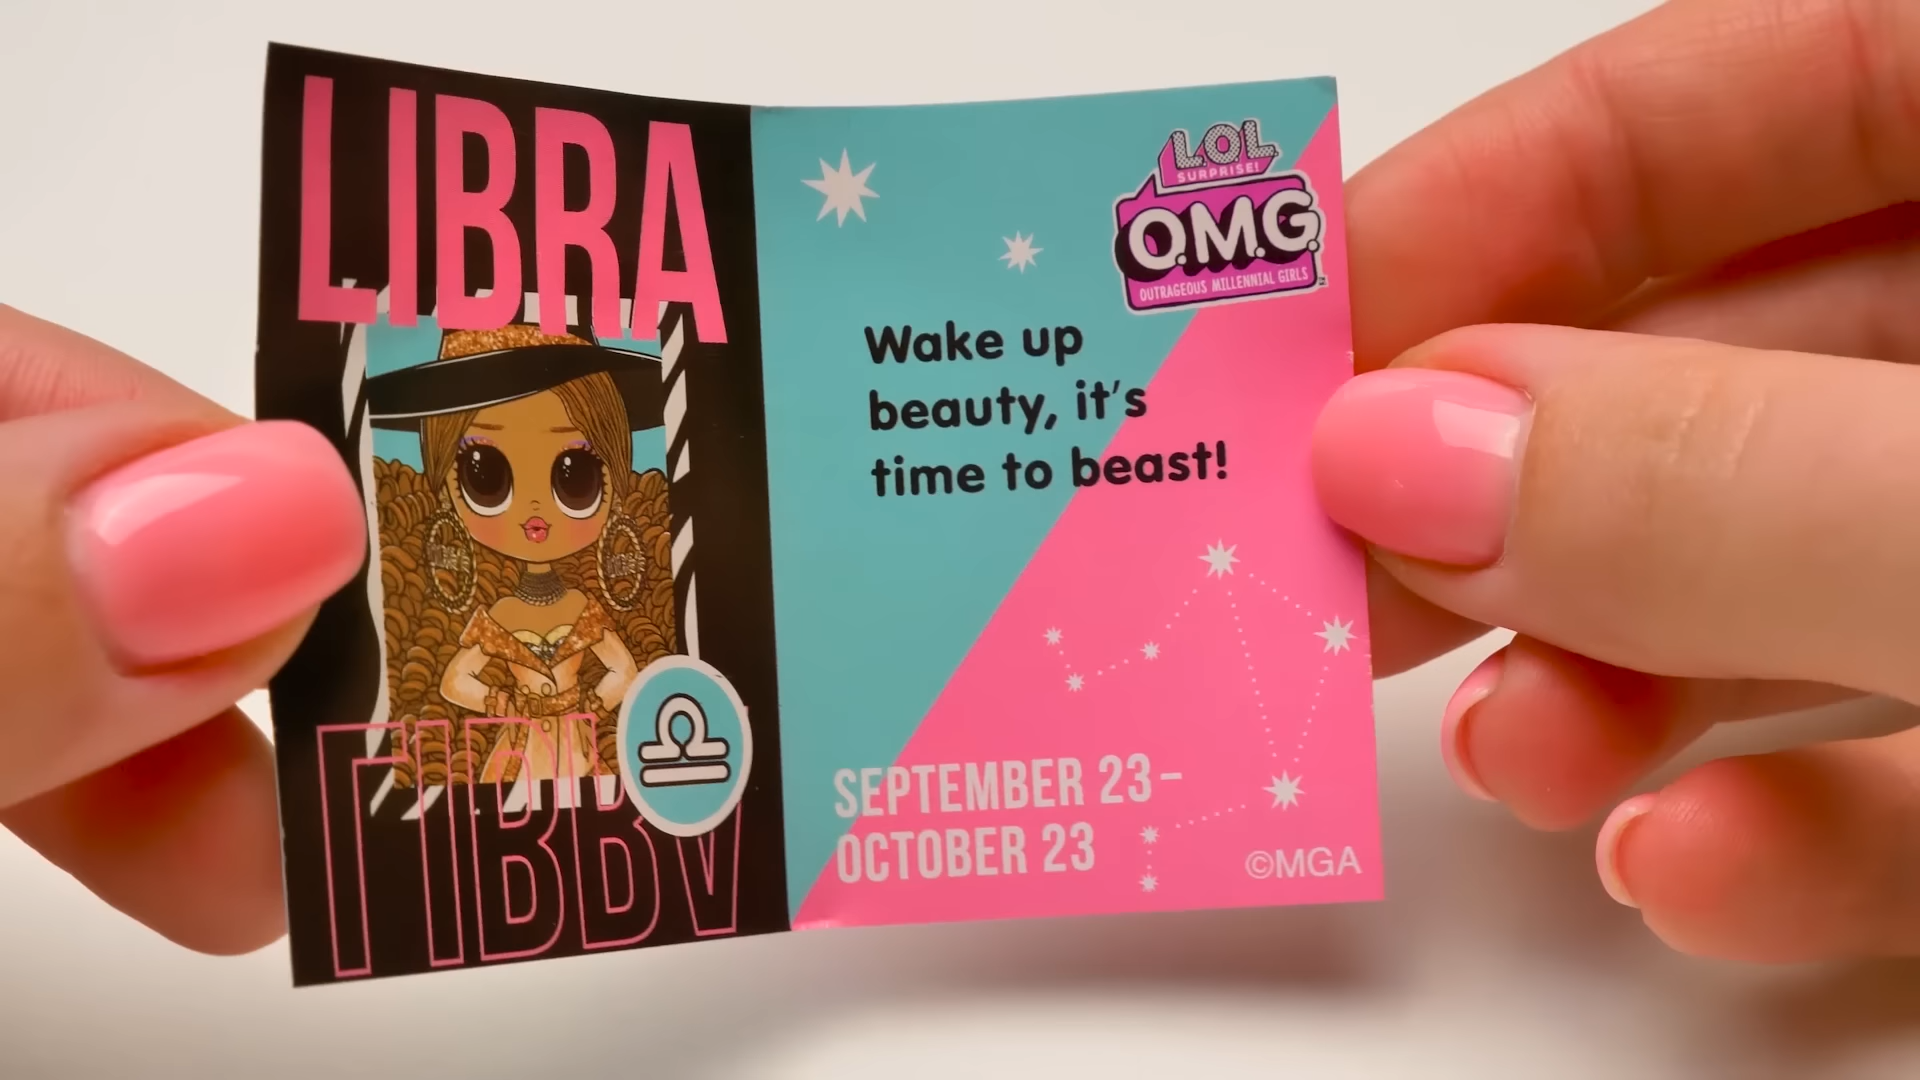 LIBRA
LIBRA
L.O.L.
SURPRISE!
O.M.G.
OUTRAGEOUS MILLENNIAL GIRLS
Wake up
beauty, it's
time to beast!
SEPTEMBER 23–
OCTOBER 23
©MGA